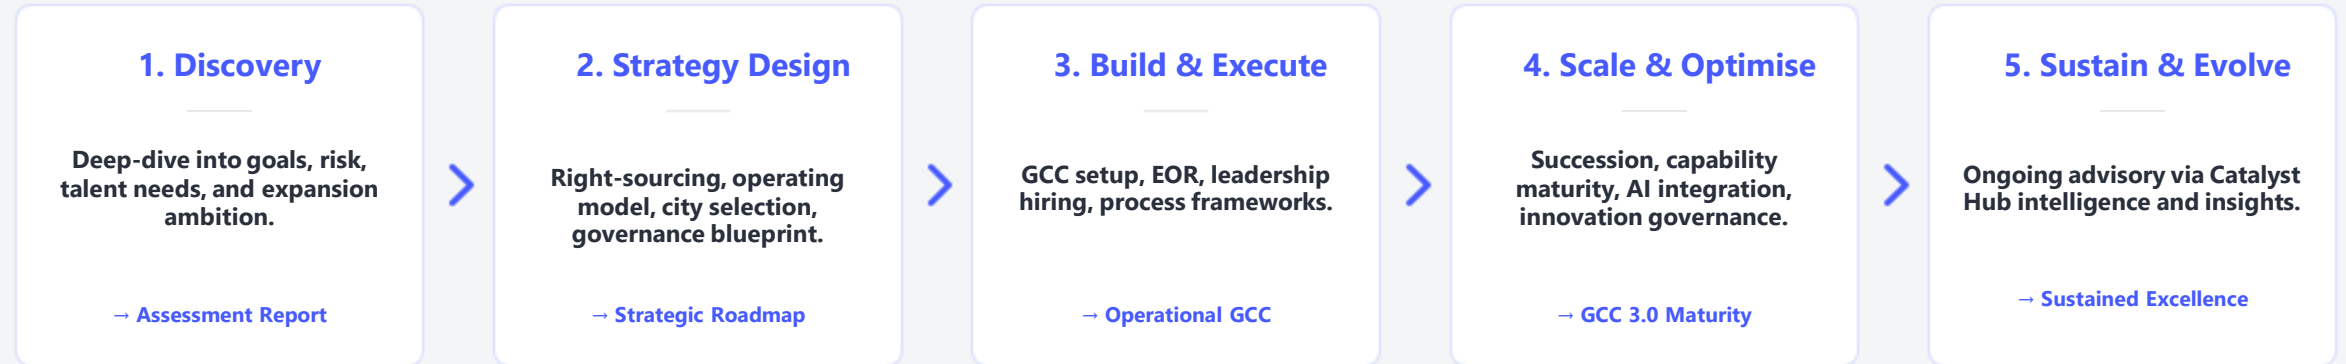 1. Discovery
Deep-dive into goals, risk,
talent needs, and expansion
ambition.
→ Assessment Report
2. Strategy Design
Right-sourcing, operating
model, city selection,
governance blueprint.
→ Strategic Roadmap
3. Build & Execute
GCC setup, EOR, leadership
hiring, process frameworks.
→ Operational GCC
4. Scale & Optimise
Succession, capability
maturity, AI integration,
innovation governance.
→ GCC 3.0 Maturity
5. Sustain & Evolve
Ongoing advisory via Catalyst
Hub intelligence and insights.
→ Sustained Excellence